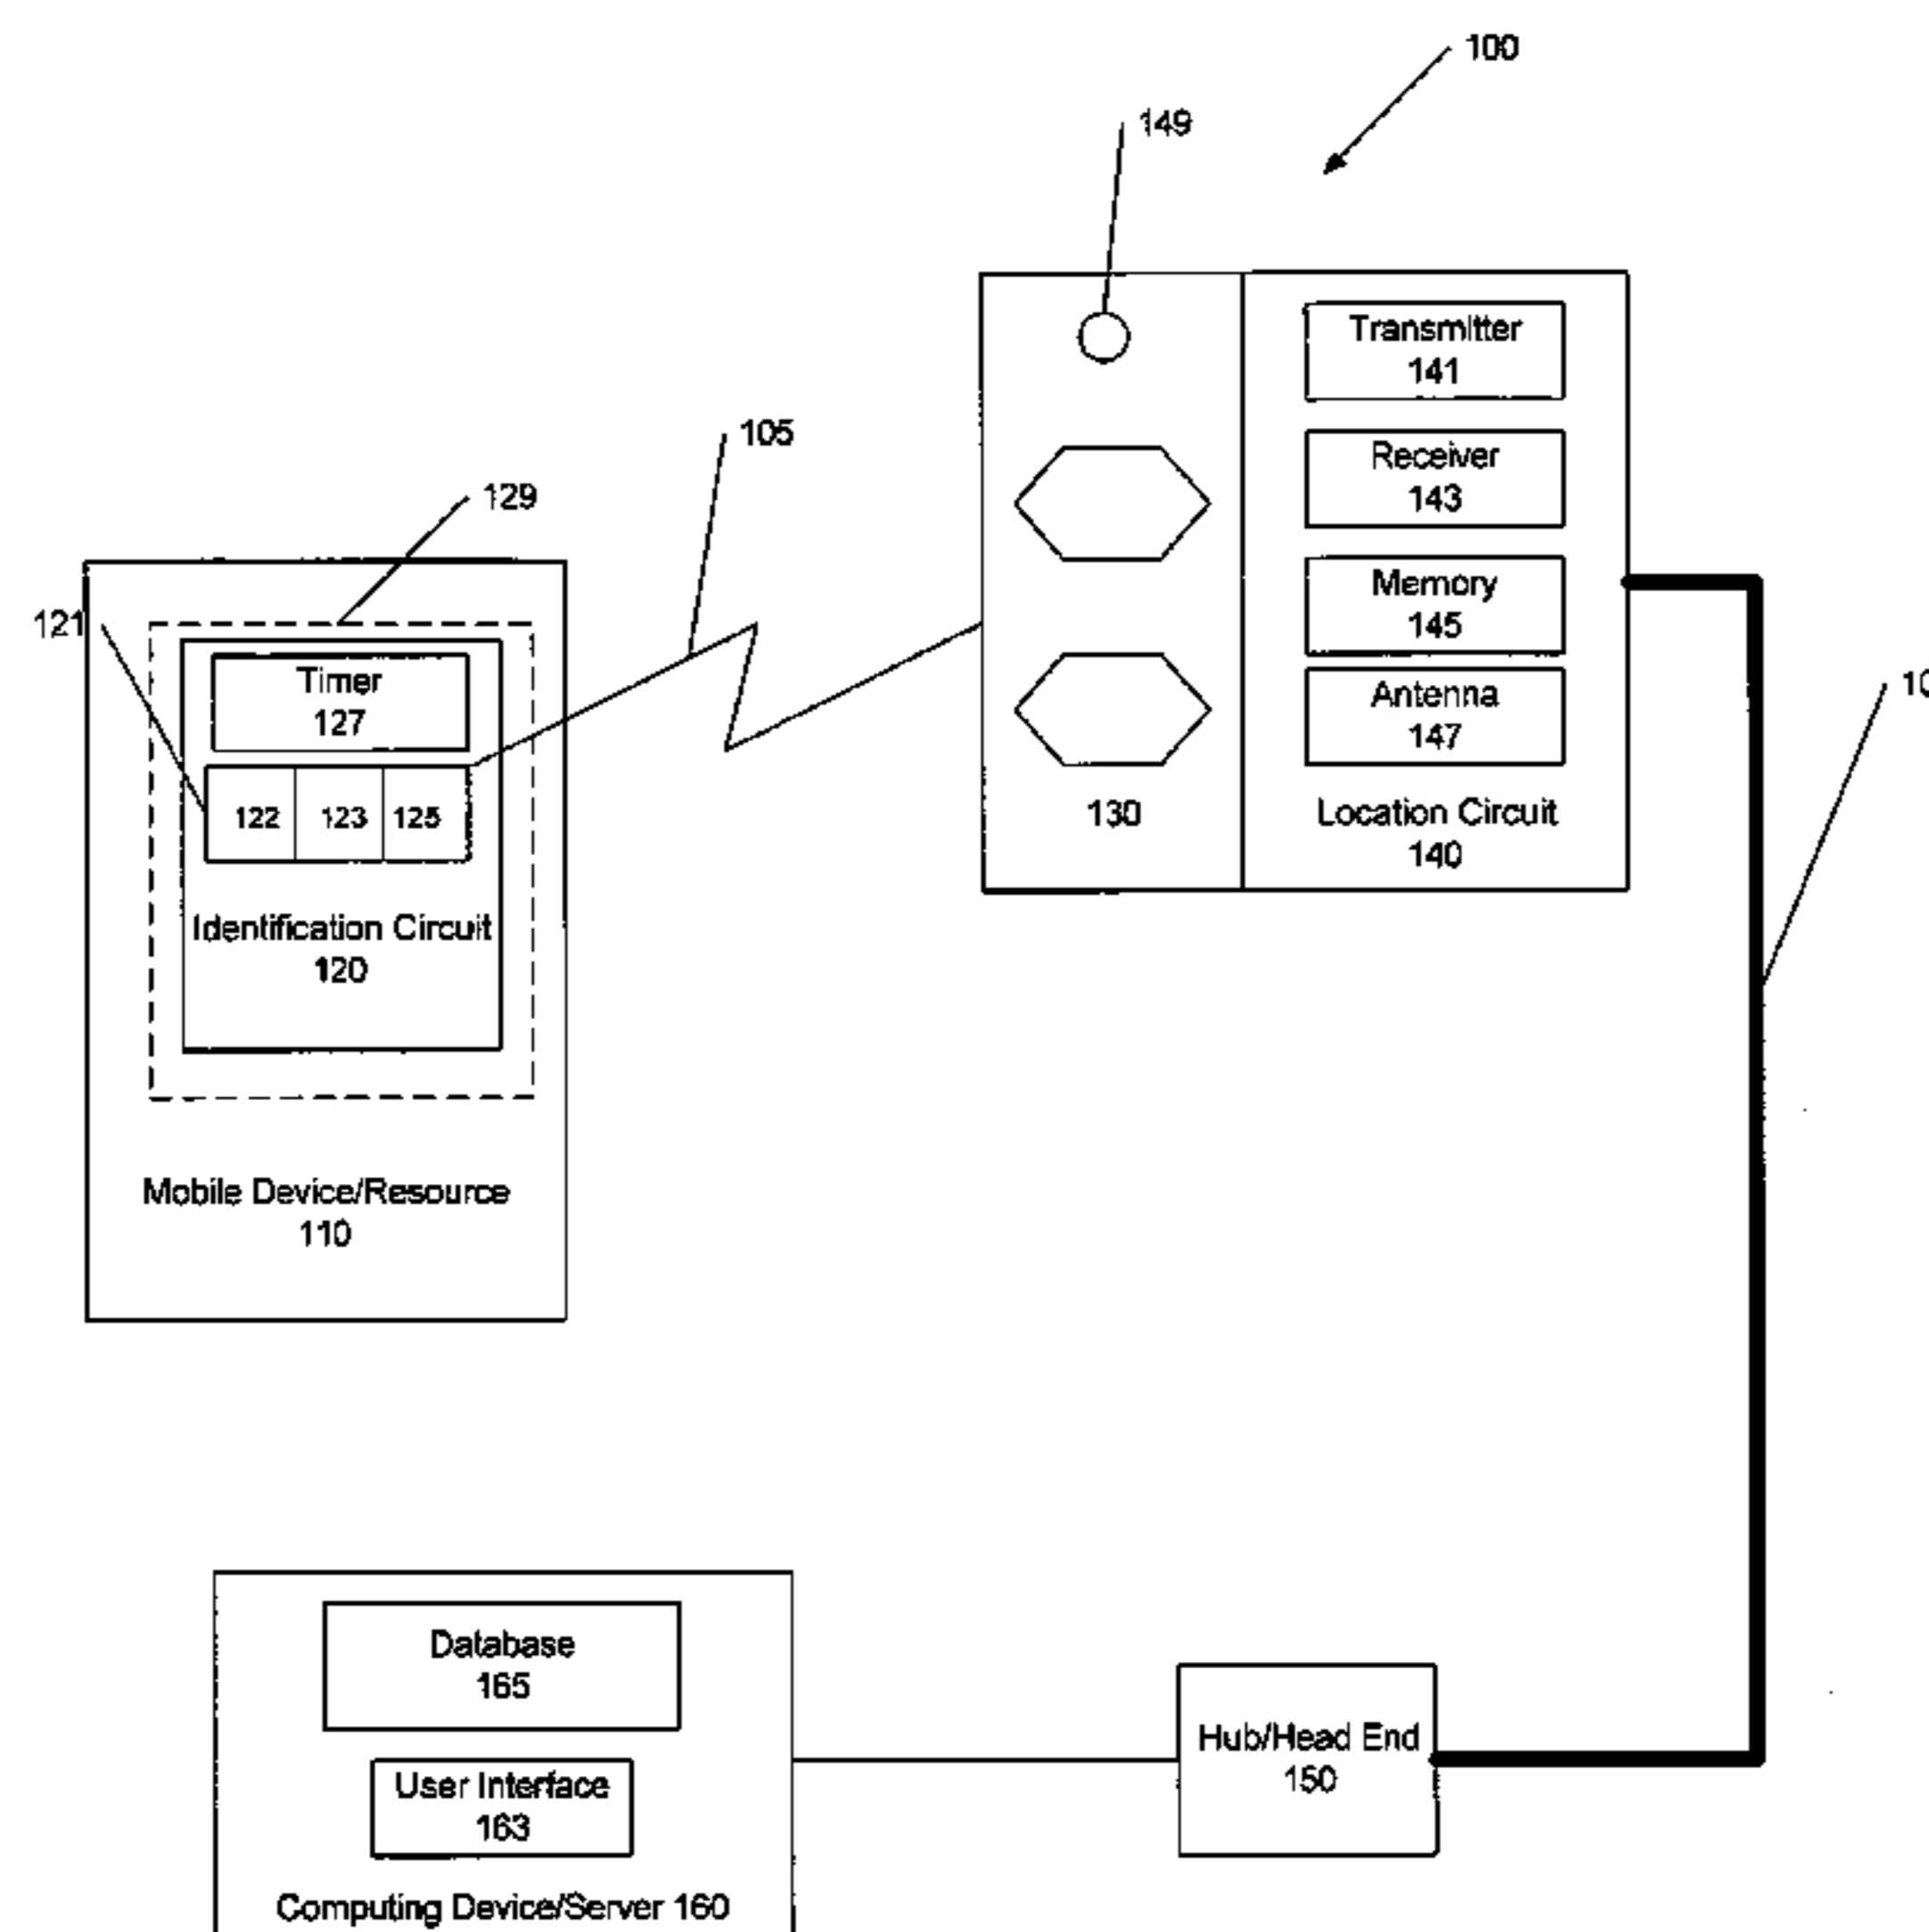 100
149
Transmitter
141
105
Receiver
143
129
Memory
145
121
Timer
127
Antenna
147
122 123 125
130
Location Circuit
140
Identification Circuit
120
Mobile Device/Resource
110
Database
165
Hub/Head End
150
User Interface
163
Computing Device/Server 160